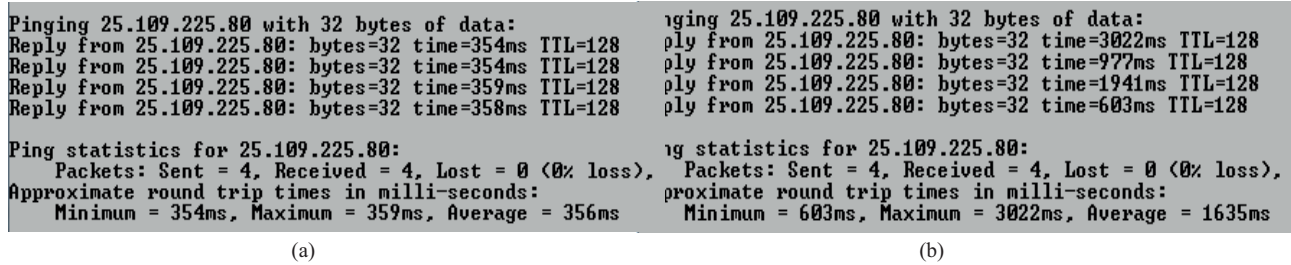 Pinging 25.109.225.80 with 32 bytes of data:
Reply from 25.109.225.80: bytes=32 time=354ms TTL=128
Reply from 25.109.225.80: bytes=32 time=354ms TTL=128
Reply from 25.109.225.80: bytes=32 time=359ms TTL=128
Reply from 25.109.225.80: bytes=32 time=358ms TTL=128
Ping statistics for 25.109.225.80:
Packets: Sent = 4, Received = 4, Lost = 0 (0% loss),
Approximate round trip times in milli-seconds:
Minimum = 354ms, Maximum = 359ms, Average = 356ms
(a)
nging 25.109.225.80 with 32 bytes of data:
ply from 25.109.225.80: bytes=32 time=3022ms TTL=128
ply from 25.109.225.80: bytes=32 time=977ms TTL=128
ply from 25.109.225.80: bytes=32 time=1941ms TTL=128
ply from 25.109.225.80: bytes=32 time=603ms TTL=128
ng statistics for 25.109.225.80:
Packets: Sent = 4, Received = 4, Lost = 0 (0% loss),
proximate round trip times in milli-seconds:
Minimum = 603ms, Maximum = 3022ms, Average = 1635ms
(b)